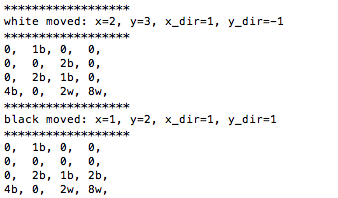 ******************
white moved: x=2, y=3, x_dir=1, y_dir=-1
******************
0,  1b, 0,  0,
0,  0,  2b, 0,
0,  2b, 1b, 0,
4b, 0,  2w, 8w,
******************
black moved: x=1, y=2, x_dir=1, y_dir=1
******************
0,  1b, 0,  0,
0,  0,  0,  0,
0,  2b, 1b, 2b,
4b, 0,  2w, 8w,